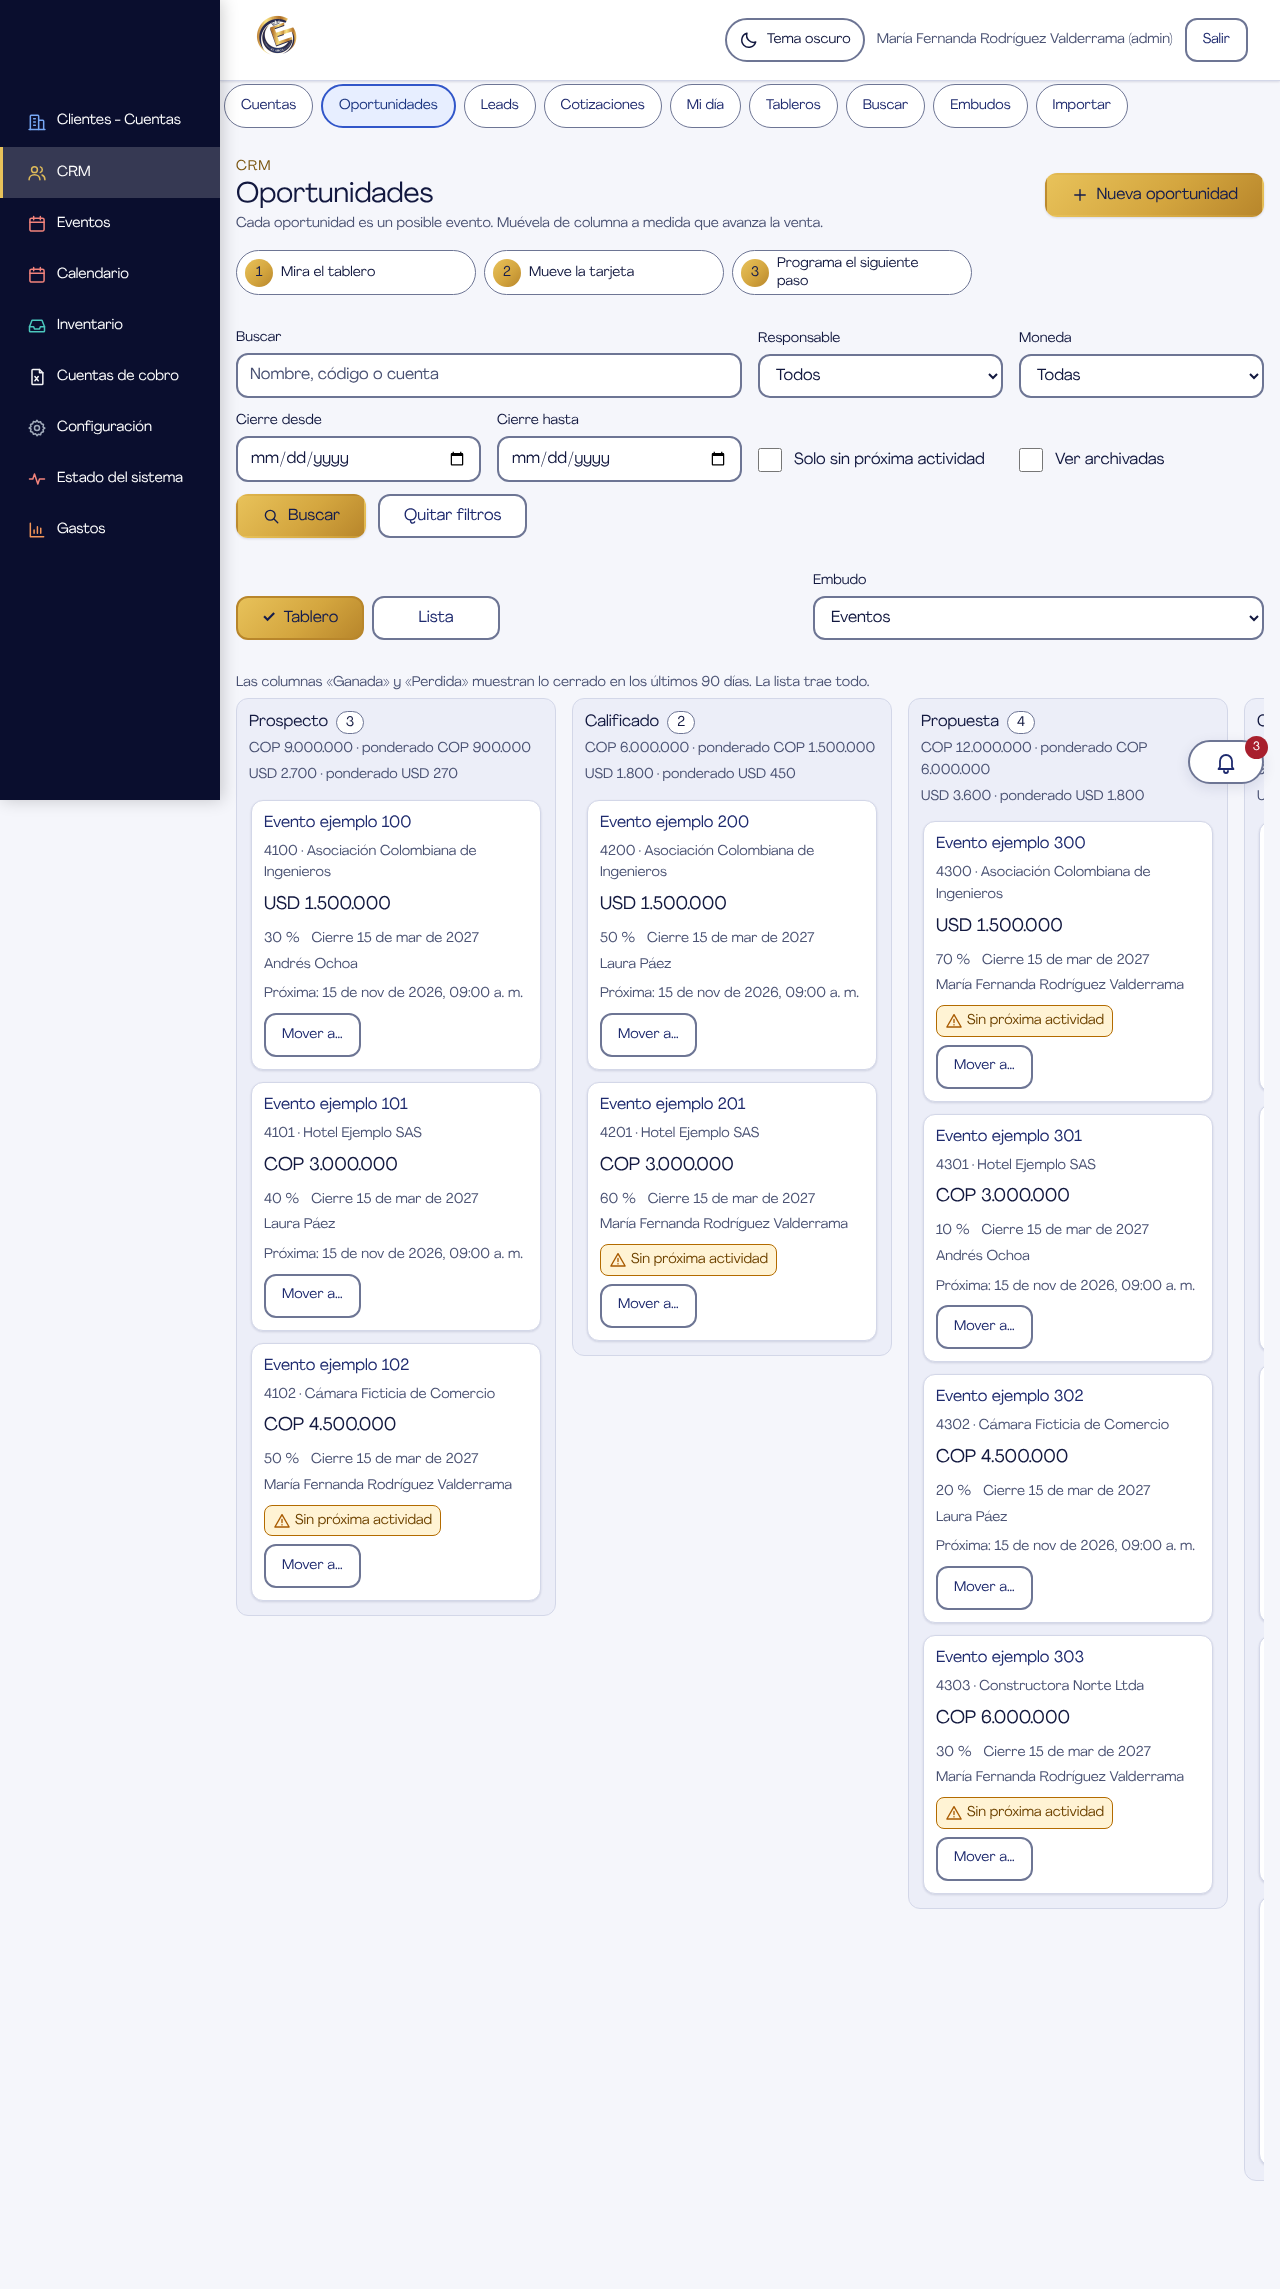 Tema oscuro
María Fernanda Rodríguez Valderrama (admin)
Salir
Clientes - Cuentas
CRM
Eventos
Calendario
Inventario
Cuentas de cobro
Configuración
Estado del sistema
Gastos
Cuentas
Oportunidades
Leads
Cotizaciones
Mi día
Tableros
Buscar
Embudos
Importar
CRM
Oportunidades
Cada oportunidad es un posible evento. Muévela de columna a medida que avanza la venta.
+ Nueva oportunidad
1 Mira el tablero
2 Mueve la tarjeta
3 Programa el siguiente
paso
Buscar
Nombre, código o cuenta
Responsable
Todos
Moneda
Todas
Cierre desde
mm/dd/yyyy
Cierre hasta
mm/dd/yyyy
Solo sin próxima actividad
Ver archivadas
Buscar
Quitar filtros
Tablero
Lista
Embudo
Eventos
Las columnas «Ganada» y «Perdida» muestran lo cerrado en los últimos 90 días. La lista trae todo.
Prospecto 3
COP 9.000.000 · ponderado COP 900.000
USD 2.700 · ponderado USD 270
Evento ejemplo 100
4100 · Asociación Colombiana de
Ingenieros
USD 1.500.000
30 % Cierre 15 de mar de 2027
Andrés Ochoa
Próxima: 15 de nov de 2026, 09:00 a. m.
Mover a...
Evento ejemplo 101
4101 · Hotel Ejemplo SAS
COP 3.000.000
40 % Cierre 15 de mar de 2027
Laura Páez
Próxima: 15 de nov de 2026, 09:00 a. m.
Mover a...
Evento ejemplo 102
4102 · Cámara Ficticia de Comercio
COP 4.500.000
50 % Cierre 15 de mar de 2027
María Fernanda Rodríguez Valderrama
Sin próxima actividad
Mover a...
Calificado 2
COP 6.000.000 · ponderado COP 1.500.000
USD 1.800 · ponderado USD 450
Evento ejemplo 200
4200 · Asociación Colombiana de
Ingenieros
USD 1.500.000
50 % Cierre 15 de mar de 2027
Laura Páez
Próxima: 15 de nov de 2026, 09:00 a. m.
Mover a...
Evento ejemplo 201
4201 · Hotel Ejemplo SAS
COP 3.000.000
60 % Cierre 15 de mar de 2027
María Fernanda Rodríguez Valderrama
Sin próxima actividad
Mover a...
Propuesta 4
COP 12.000.000 · ponderado COP
6.000.000
USD 3.600 · ponderado USD 1.800
Evento ejemplo 300
4300 · Asociación Colombiana de
Ingenieros
USD 1.500.000
70 % Cierre 15 de mar de 2027
María Fernanda Rodríguez Valderrama
Sin próxima actividad
Mover a...
Evento ejemplo 301
4301 · Hotel Ejemplo SAS
COP 3.000.000
10 % Cierre 15 de mar de 2027
Andrés Ochoa
Próxima: 15 de nov de 2026, 09:00 a. m.
Mover a...
Evento ejemplo 302
4302 · Cámara Ficticia de Comercio
COP 4.500.000
20 % Cierre 15 de mar de 2027
Laura Páez
Próxima: 15 de nov de 2026, 09:00 a. m.
Mover a...
Evento ejemplo 303
4303 · Constructora Norte Ltda
COP 6.000.000
30 % Cierre 15 de mar de 2027
María Fernanda Rodríguez Valderrama
Sin próxima actividad
Mover a...
3